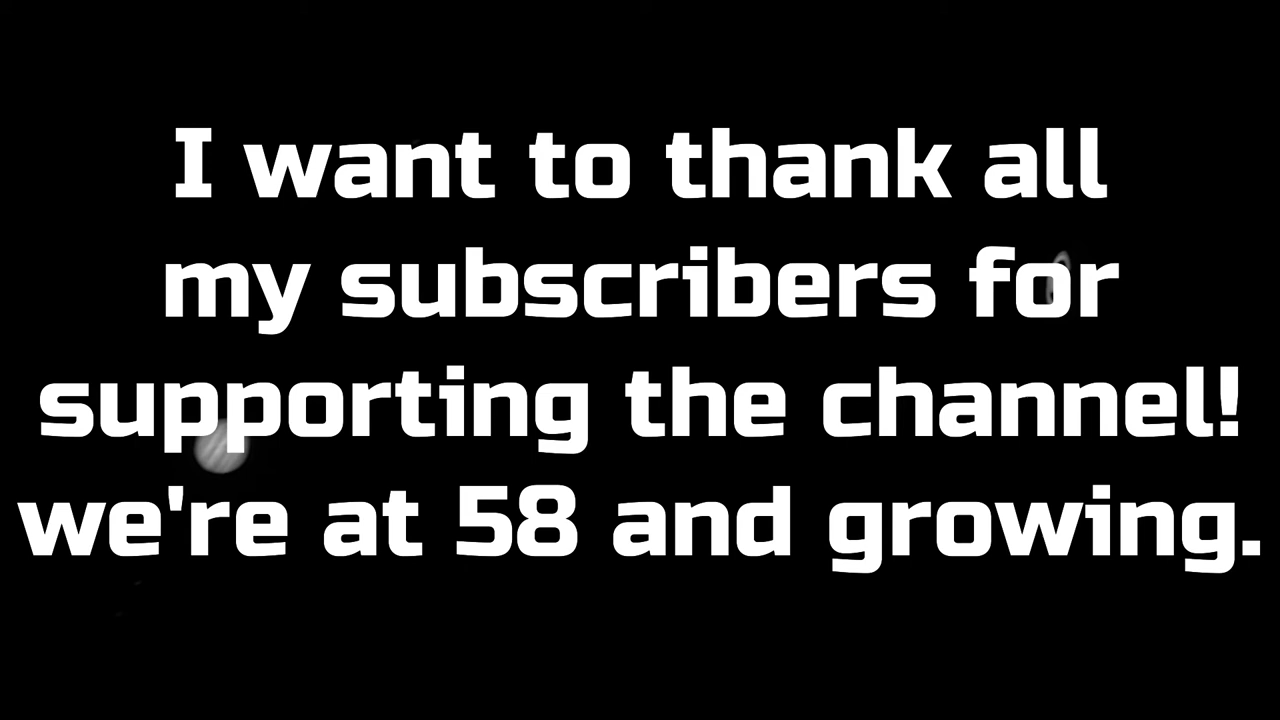 I want to thank all
my subscribers for
supporting the channel!
we're at 58 and growing.